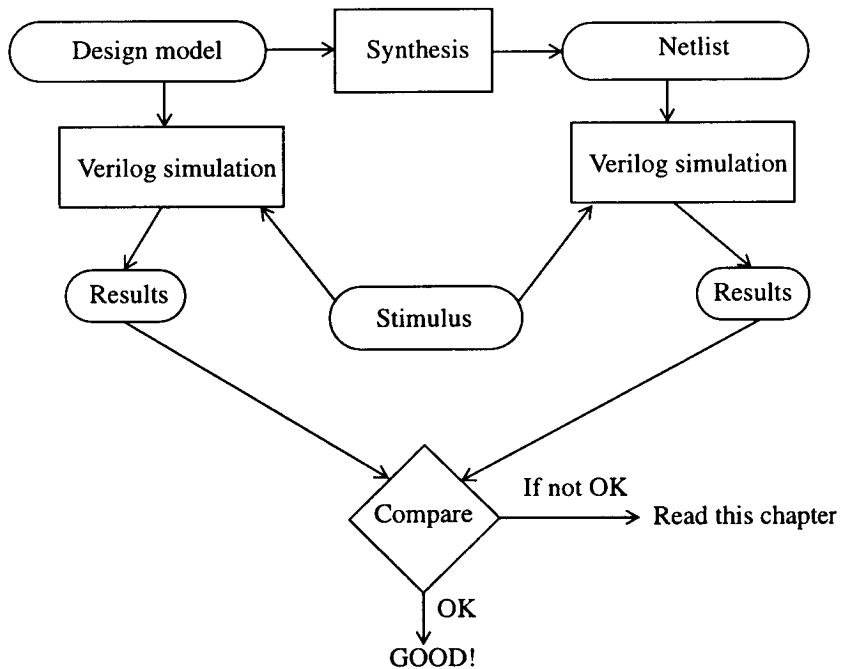 Design model
Synthesis
Netlist
Verilog simulation
Verilog simulation
Results
Stimulus
Results
If not OK
Compare
Read this chapter
OK
GOOD!